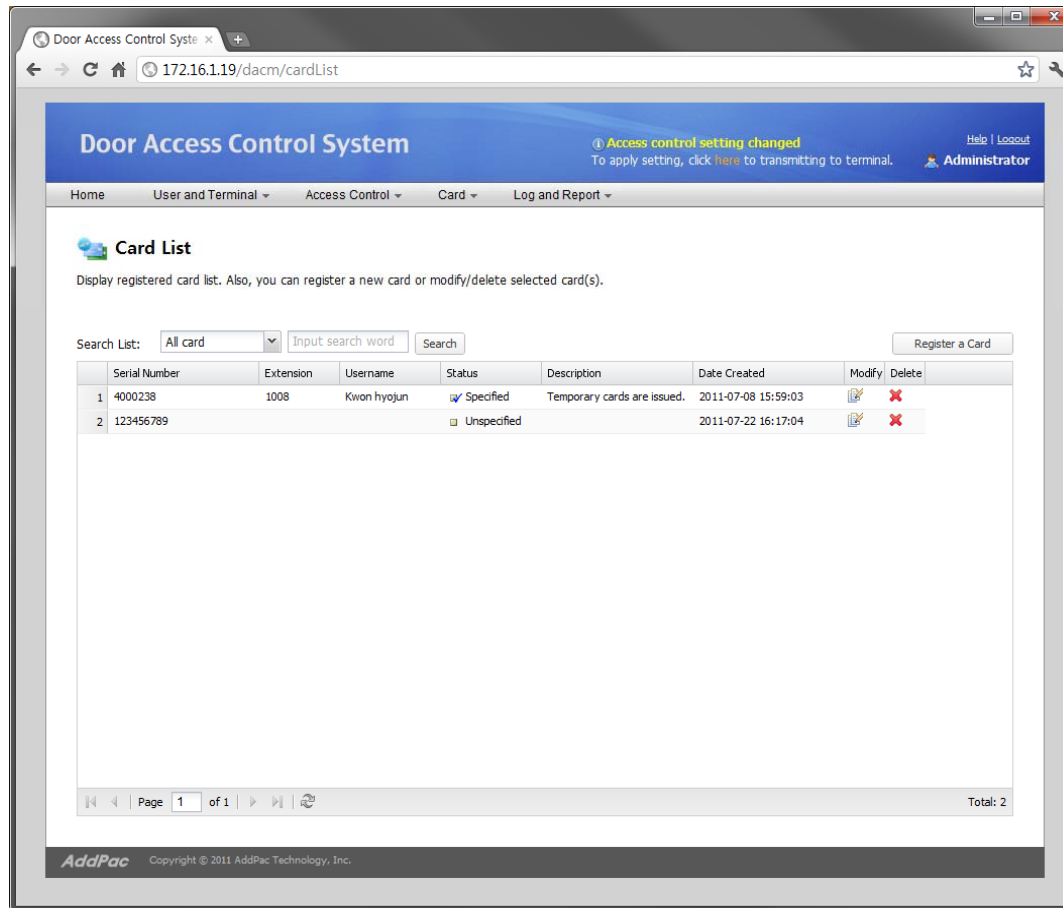 Door Access Control Syste
172.16.1.19/dacm/cardList
Door Access Control System
Access control setting changed
To apply setting, click here to transmitting to terminal.
Help | Logout
Administrator
Home User and Terminal Access Control Card Log and Report
Card List
Display registered card list. Also, you can register a new card or modify/delete selected card(s).
Search List: All card Input search word Search Register a Card
Serial Number Extension Username Status Description Date Created Modify Delete
1 4000238 1008 Kwon hyojun Specified Temporary cards are issued. 2011-07-08 15:59:03
2 123456789 Unspecified 2011-07-22 16:17:04
Page 1 of 1 Total: 2
AddPac Copyright © 2011 AddPac Technology, Inc.